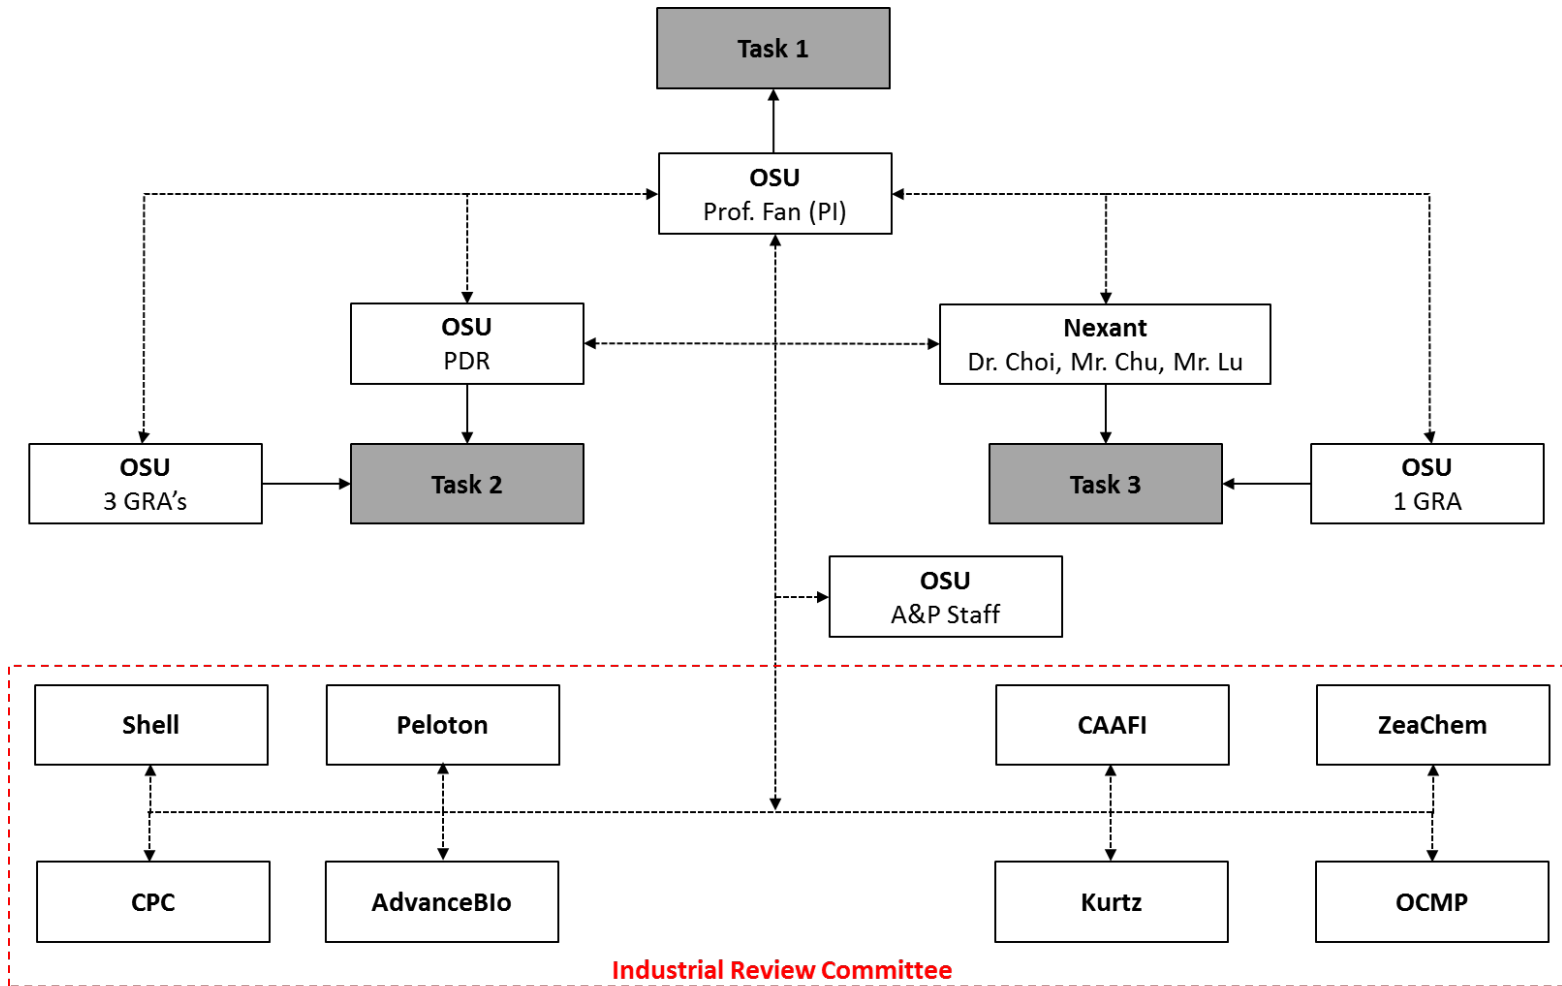 Task 1
OSU
Prof. Fan (PI)
OSU
PDR
Nexant
Dr. Choi, Mr. Chu, Mr. Lu
OSU
3 GRA’s
Task 2
Task 3
OSU
1 GRA
OSU
A&P Staff
Shell
Peloton
CAAFI
ZeaChem
CPC
AdvanceBIo
Kurtz
OCMP
Industrial Review Committee